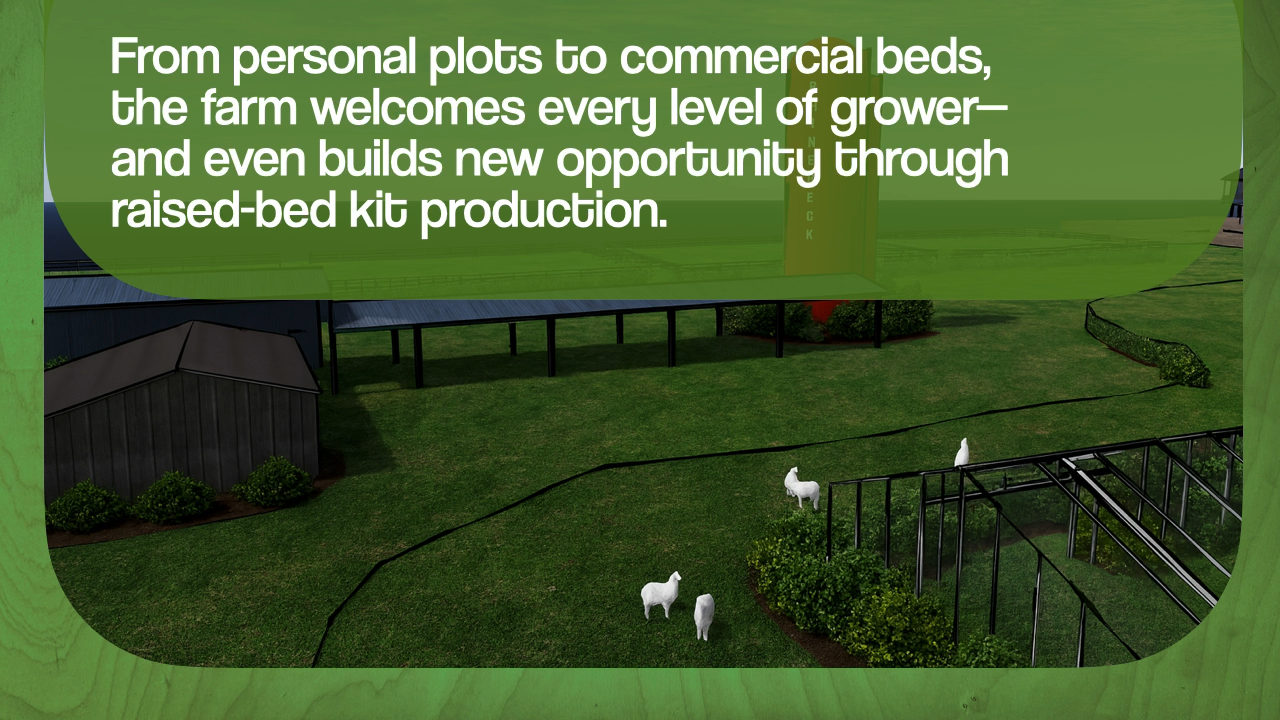 From personal plots to commercial beds,
the farm welcomes every level of grower—
and even builds new opportunity through
raised-bed kit production.